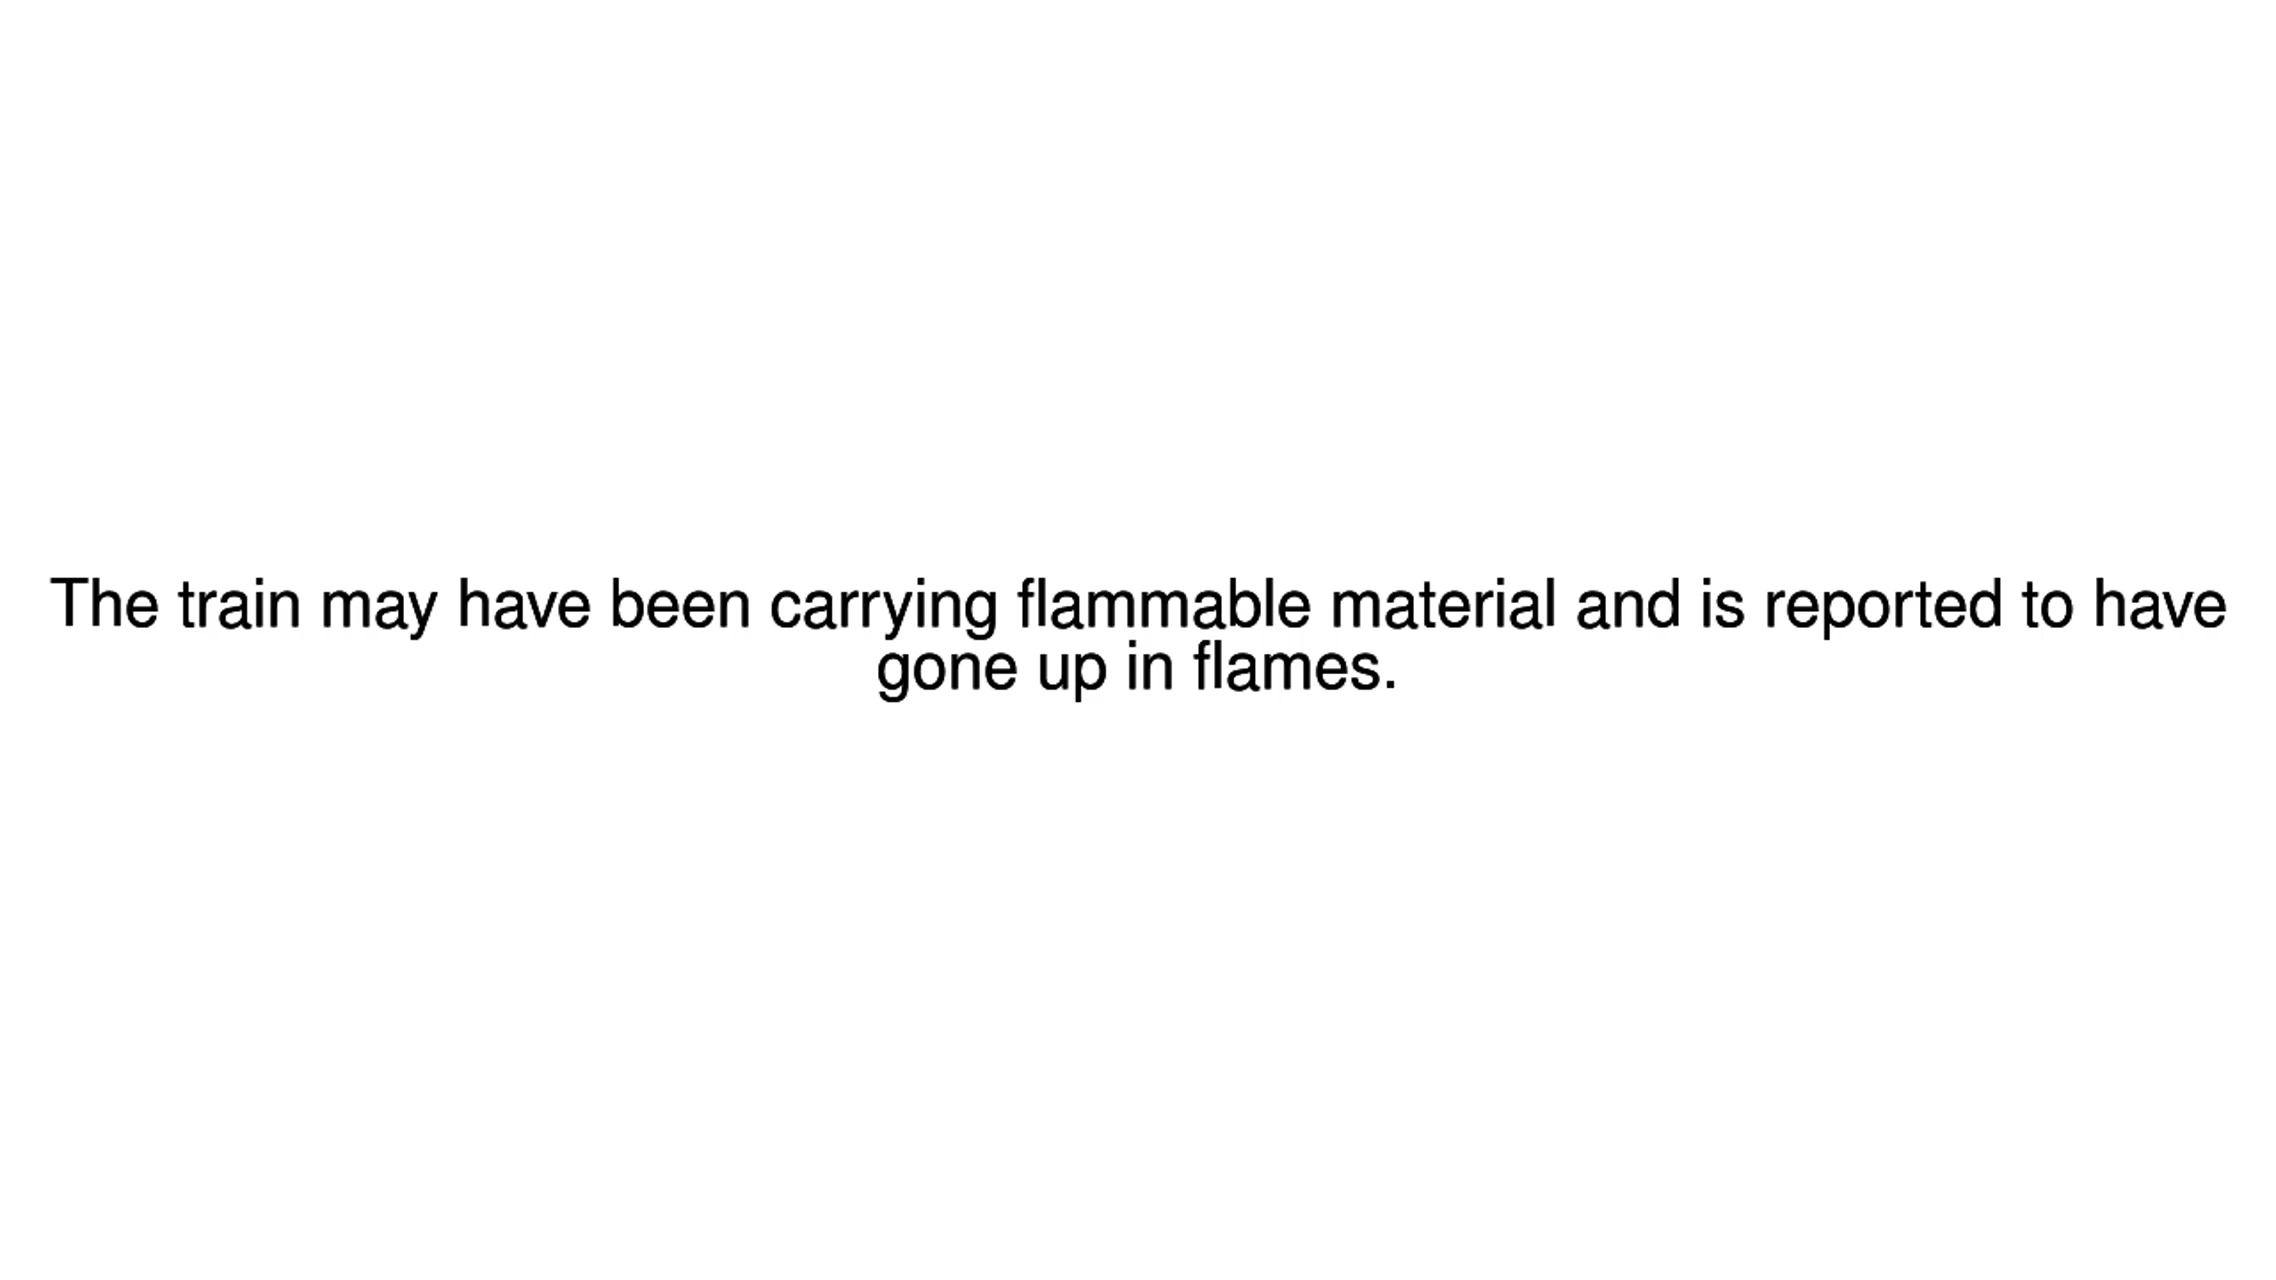 The train may have been carrying flammable material and is reported to have
gone up in flames.